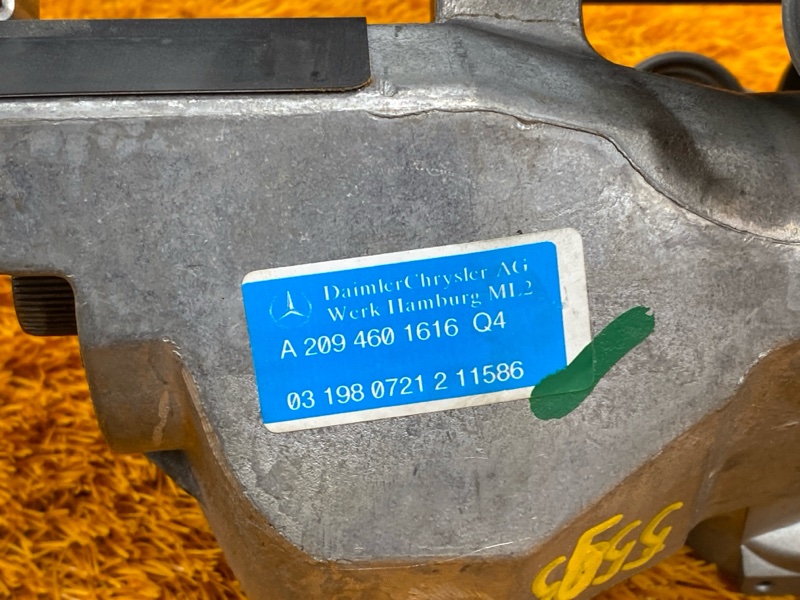 DaimlerChrysler AG
Werk Hamburg ML2
A 209 460 1616 Q4
03 198 0721 2 11586